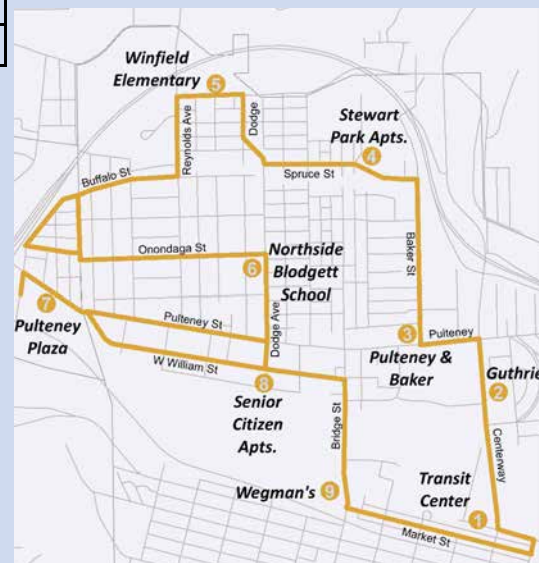 Winfield
Elementary
5
Dodge
Stewart
Park Apts.
4
Reynolds Ave
Buffalo St
Spruce St
Onondaga St
Northside
Blodgett
School
6
Baker St
7
Pulteney
Plaza
Pulteney St
Dodge Ave
3
Pulteney
Pulteney &
Baker
W William St
8
Senior
Citizen
Apts.
Guthrie
2
Bridge St
Centerway
Wegman's
9
Transit
Center
1
Market St